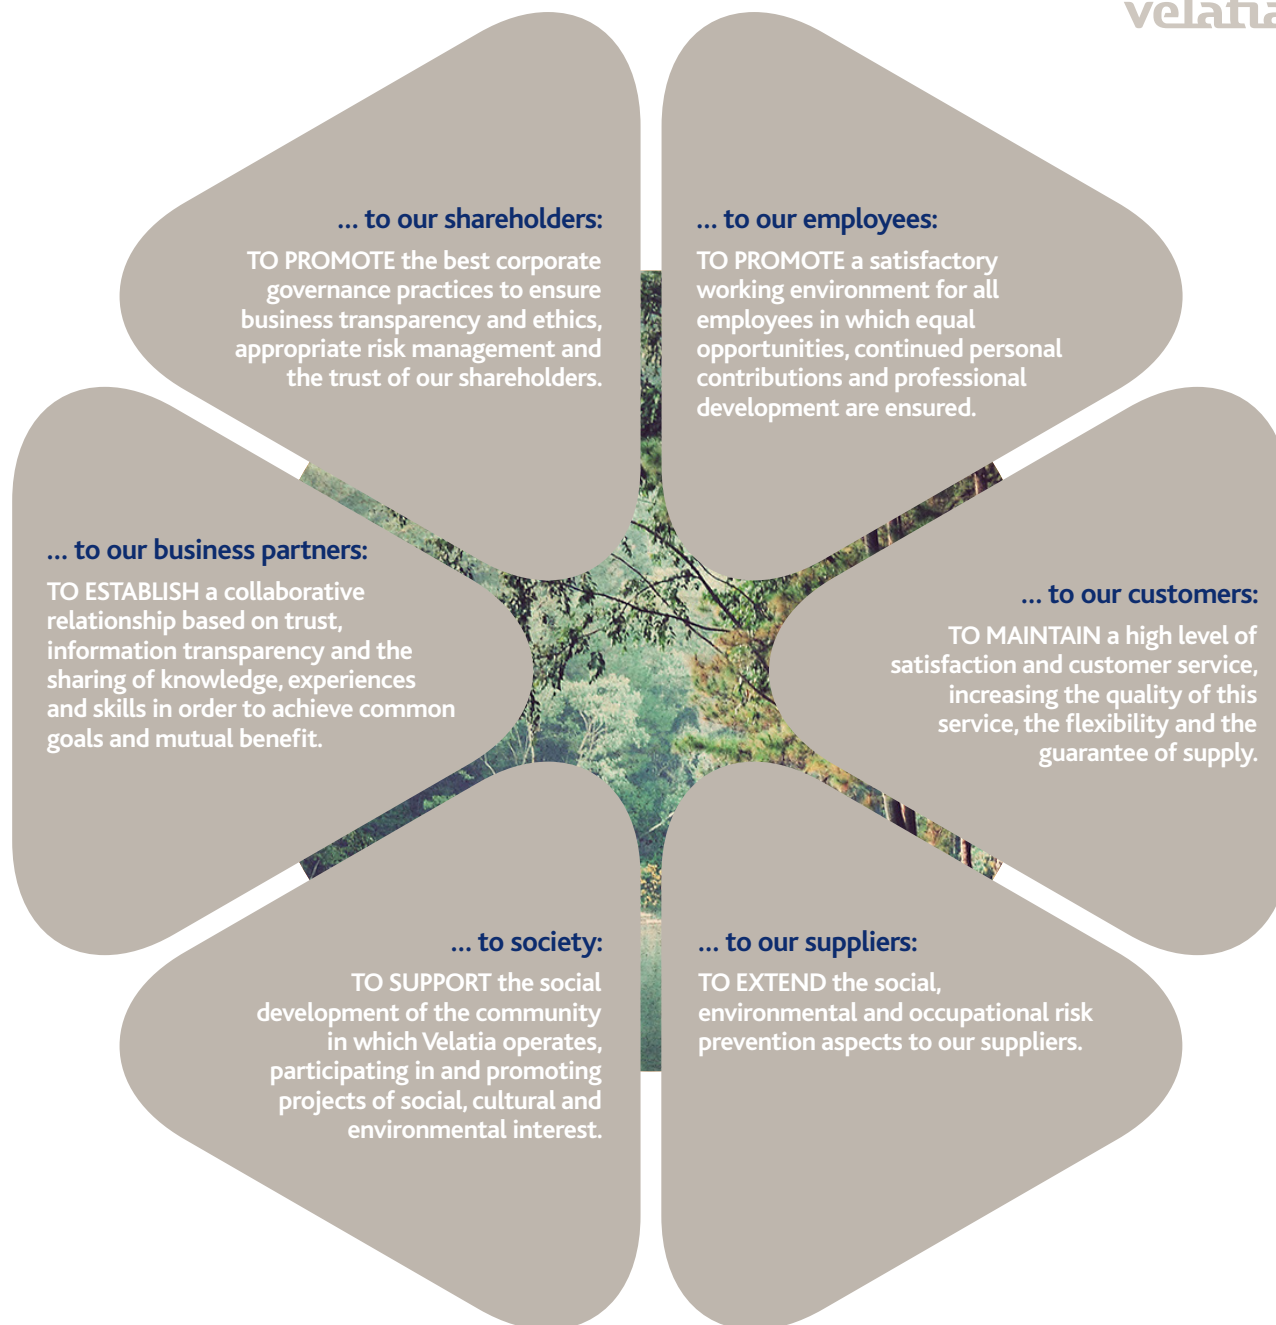 velatia
... to our shareholders:
TO PROMOTE the best corporate
governance practices to ensure
business transparency and ethics,
appropriate risk management and
the trust of our shareholders.
... to our employees:
TO PROMOTE a satisfactory
working environment for all
employees in which equal
opportunities, continued personal
contributions and professional
development are ensured.
... to our business partners:
TO ESTABLISH a collaborative
relationship based on trust,
information transparency and the
sharing of knowledge, experiences
and skills in order to achieve common
goals and mutual benefit.
... to our customers:
TO MAINTAIN a high level of
satisfaction and customer service,
increasing the quality of this
service, the flexibility and the
guarantee of supply.
... to society:
TO SUPPORT the social
development of the community
in which Velatia operates,
participating in and promoting
projects of social, cultural and
environmental interest.
... to our suppliers:
TO EXTEND the social,
environmental and occupational risk
prevention aspects to our suppliers.